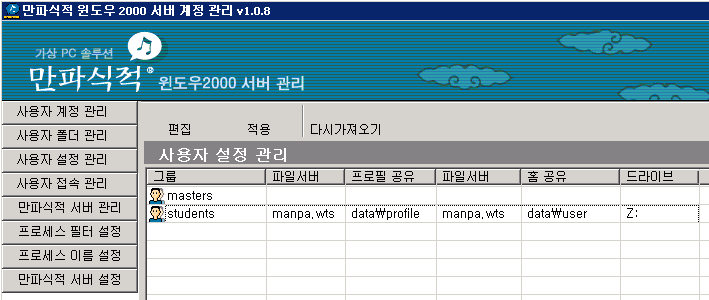 만파식적 윈도우 2000 서버 계정 관리 v1.0.8
가상 PC 솔루션
만파식적® 윈도우2000 서버 관리
사용자 계정 관리
사용자 폴더 관리
사용자 설정 관리
사용자 접속 관리
만파식적 서버 관리
프로세스 필터 설정
프로세스 이름 설정
만파식적 서버 설정
편집 적용 다시가져오기
사용자 설정 관리
그룹 파일서버 프로필 공유 파일서버 홈 공유 드라이브
masters
students manpa.wts data\profile manpa.wts data\user Z: